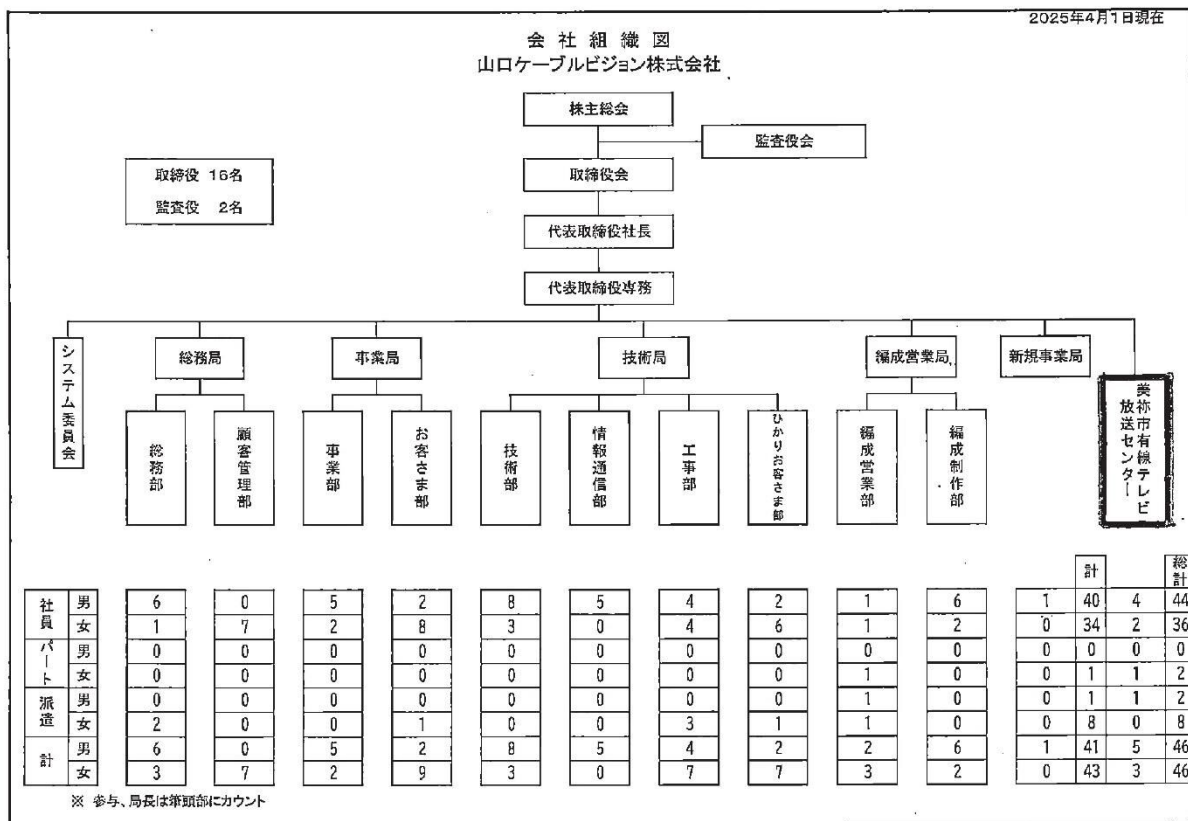 2025年4月1日現在
会社組織図
山口ケーブルビジョン株式会社
株主総会
監査役会
取締役 16名
監査役 2名
取締役会
代表取締役社長
代表取締役専務
システム委員会
総務局
事業局
技術局
編成営業局
新規事業局
美祢市有線テレビ
放送センター
総務部
顧客管理部
事業部
お客さま部
技術部
情報通信部
工事部
ひかりお客さま部
編成営業部
編成制作部
計 総計
社員 男 6 0 5 2 8 5 4 2 1 6 1 40 4 44
女 1 7 2 8 3 0 4 6 1 2 0 34 2 36
パート 男 0 0 0 0 0 0 0 0 0 0 0 0 0 0
女 0 0 0 0 0 0 0 0 1 0 0 1 1 2
派遣 男 0 0 0 0 0 0 0 0 1 0 0 1 1 2
女 2 0 0 1 0 0 3 1 1 0 0 8 0 8
計 男 6 0 5 2 8 5 4 2 2 6 1 41 5 46
女 3 7 2 9 3 0 7 7 3 2 0 43 3 46
※ 参与、局長は筆頭部にカウント